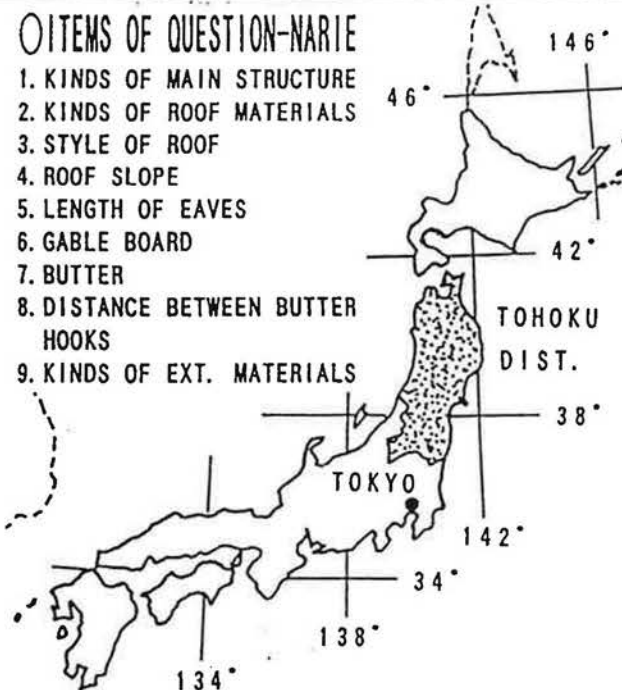 ○ITEMS OF QUESTION-NARIE
1. KINDS OF MAIN STRUCTURE
2. KINDS OF ROOF MATERIALS
3. STYLE OF ROOF
4. ROOF SLOPE
5. LENGTH OF EAVES
6. GABLE BOARD
7. BUTTER
8. DISTANCE BETWEEN BUTTER
HOOKS
9. KINDS OF EXT. MATERIALS
146°
46°
42°
TOHOKU
DIST.
38°
TOKYO
142°
34°
138°
134°